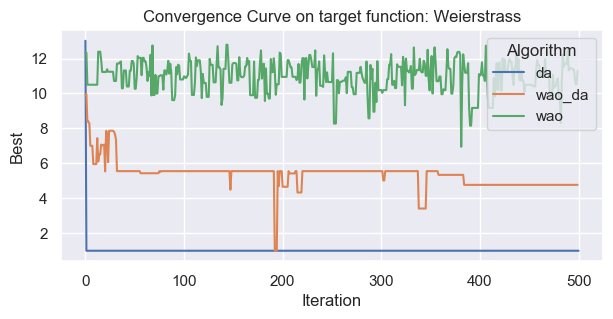 Convergence Curve on target function: Weierstrass
Best
12
10
8
6
4
2
0
100
200
300
400
500
Iteration
Algorithm
da
wao_da
wao